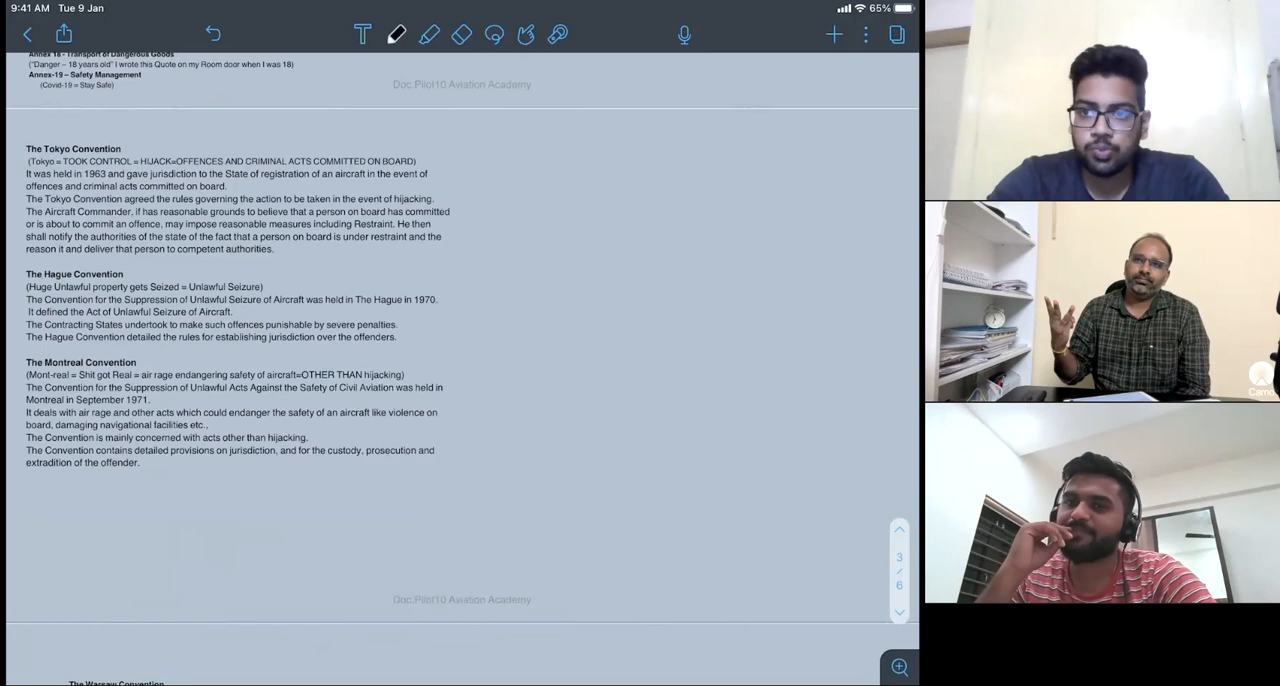 9:41 AM Tue 9 Jan
65%
Annex 18 - Transport of Dangerous Goods
("Danger – 18 years old" I wrote this Quote on my Room door when I was 18)
Annex-19 – Safety Management
(Covid-19 = Stay Safe)
Doc.Pilot10 Aviation Academy
The Tokyo Convention
(Tokyo = TOOK CONTROL = HIJACK=OFFENCES AND CRIMINAL ACTS COMMITTED ON BOARD)
It was held in 1963 and gave jurisdiction to the State of registration of an aircraft in the event of
offences and criminal acts committed on board.
The Tokyo Convention agreed the rules governing the action to be taken in the event of hijacking.
The Aircraft Commander, if has reasonable grounds to believe that a person on board has committed
or is about to commit an offence, may impose reasonable measures including Restraint. He then
shall notify the authorities of the state of the fact that a person on board is under restraint and the
reason it and deliver that person to competent authorities.
The Hague Convention
(Huge Unlawful property gets Seized = Unlawful Seizure)
The Convention for the Suppression of Unlawful Seizure of Aircraft was held in The Hague in 1970.
It defined the Act of Unlawful Seizure of Aircraft.
The Contracting States undertook to make such offences punishable by severe penalties.
The Hague Convention detailed the rules for establishing jurisdiction over the offenders.
The Montreal Convention
(Mont-real = Shit got Real = air rage endangering safety of aircraft=OTHER THAN hijacking)
The Convention for the Suppression of Unlawful Acts Against the Safety of Civil Aviation was held in
Montreal in September 1971.
It deals with air rage and other acts which could endanger the safety of an aircraft like violence on
board, damaging navigational facilities etc.,
The Convention is mainly concerned with acts other than hijacking.
The Convention contains detailed provisions on jurisdiction, and for the custody, prosecution and
extradition of the offender.
3
/
6
Doc.Pilot10 Aviation Academy
The Warsaw Convention
Camo